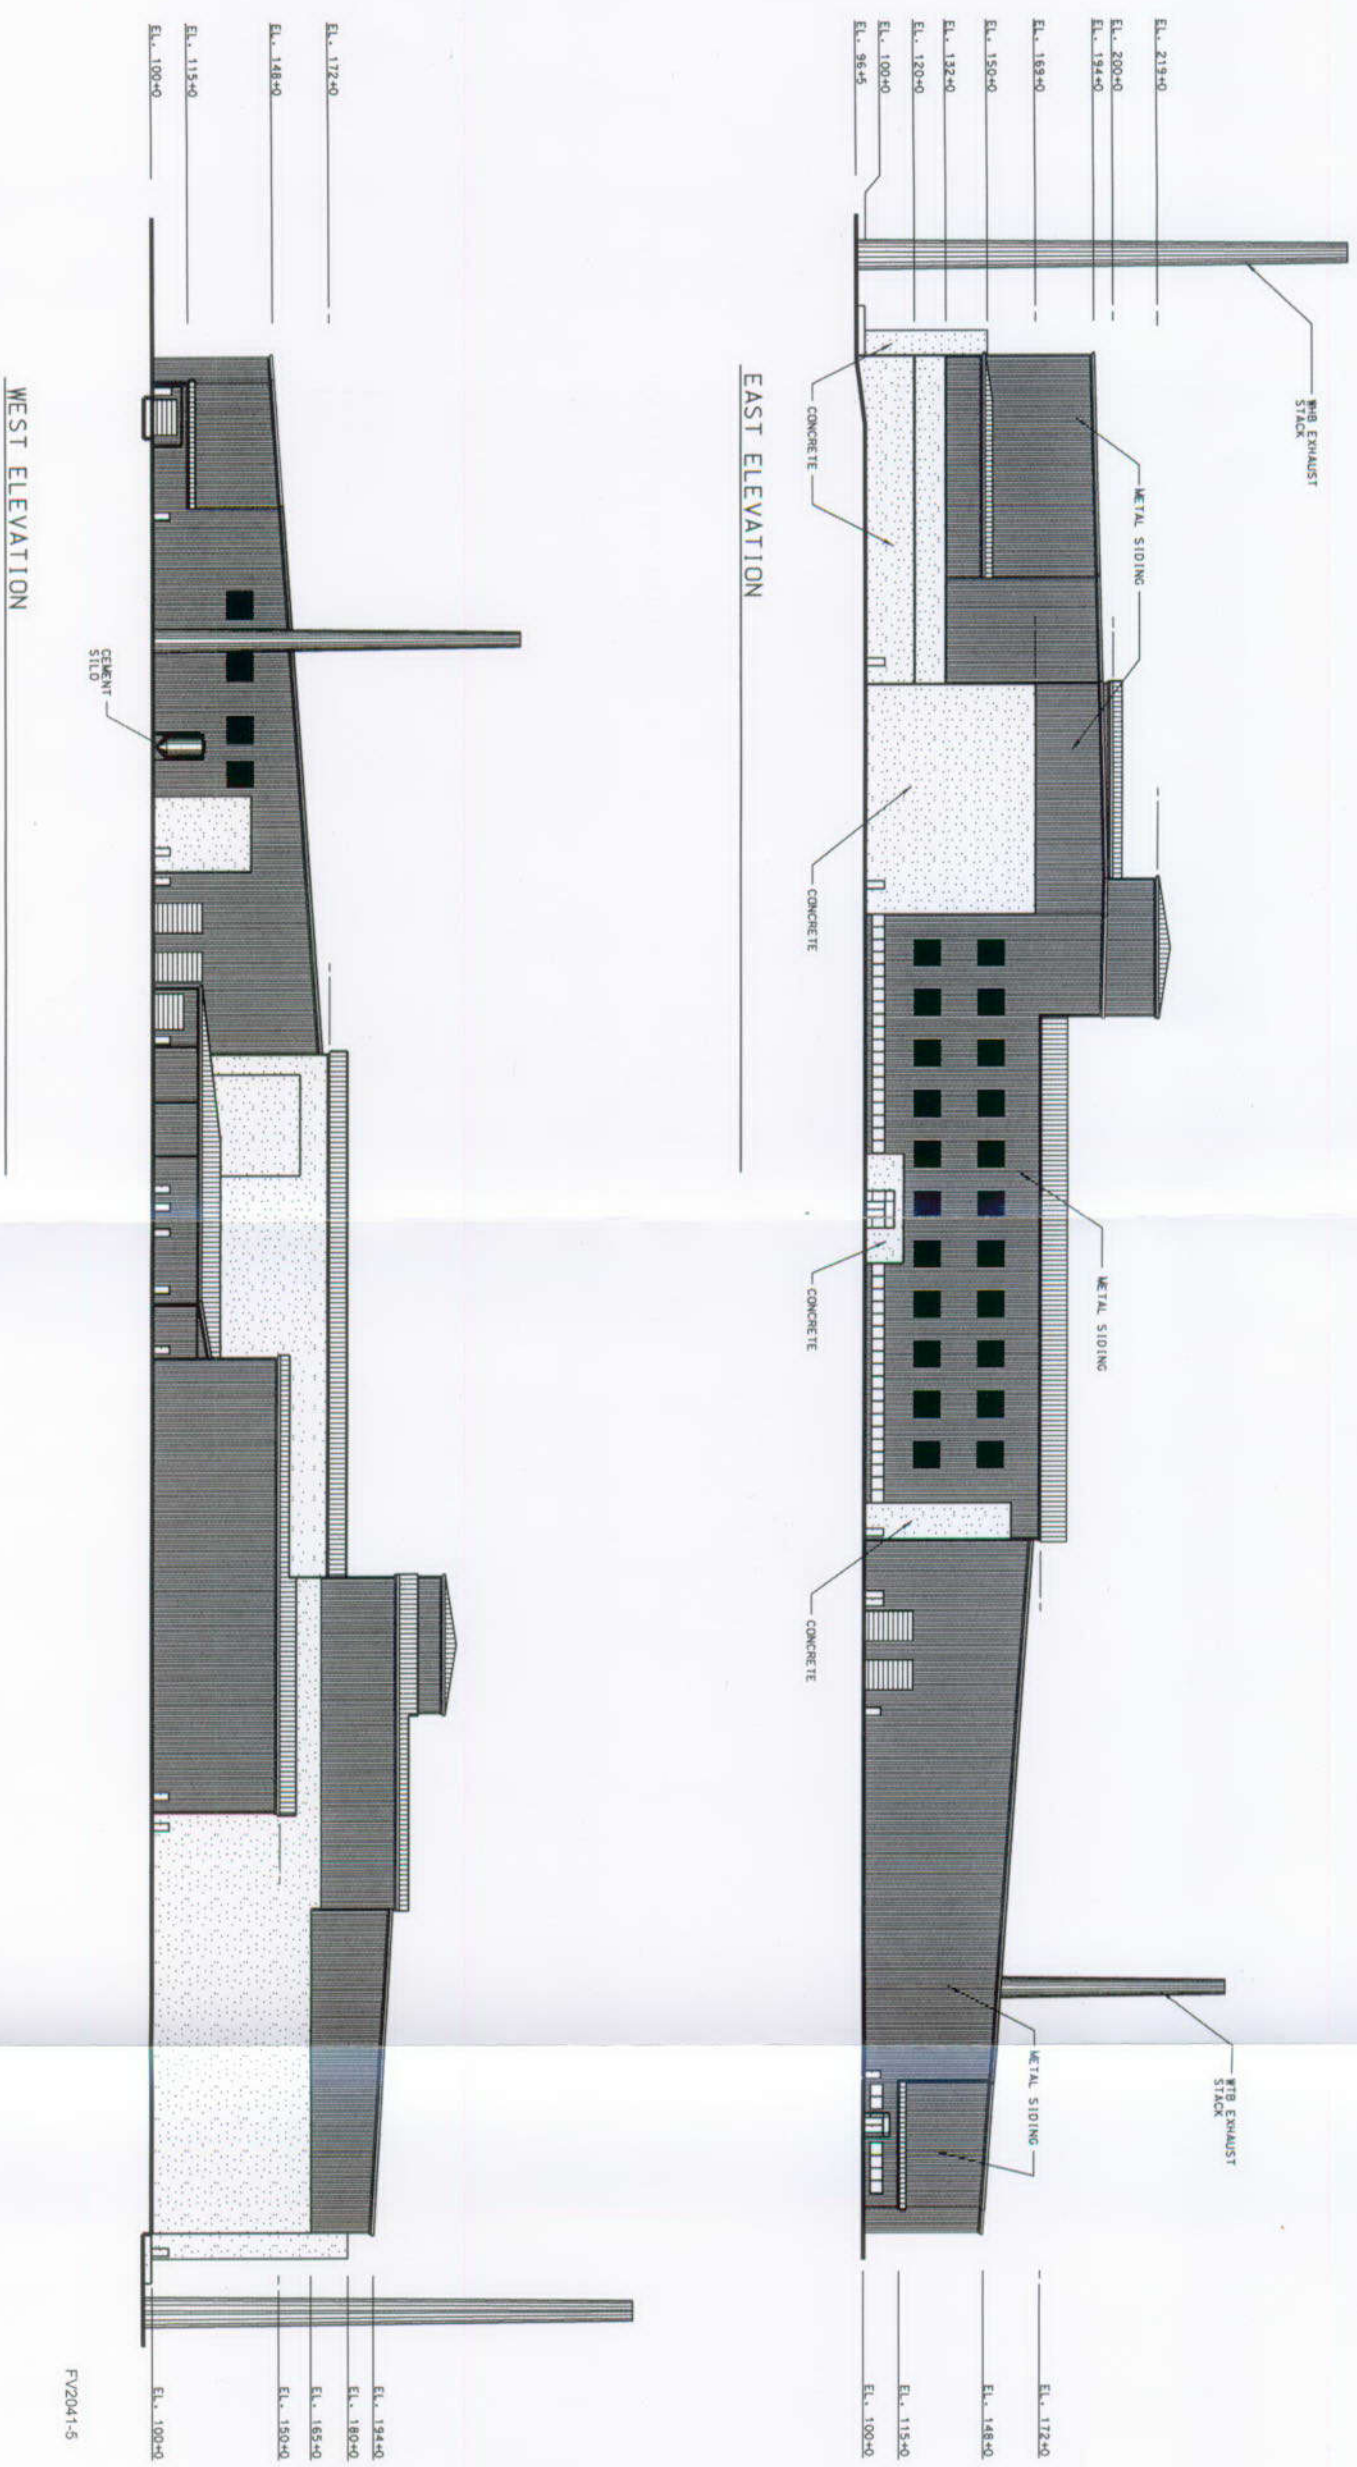 WHB EXHAUST
STACK
METAL SIDING
WTB EXHAUST
STACK
METAL SIDING
METAL SIDING
EL. 219+0
EL. 200+0
EL. 194+0
EL. 169+0
EL. 150+0
EL. 132+0
EL. 120+0
EL. 100+0
EL. 96+5
EL. 172+0
EL. 148+0
EL. 115+0
EL. 100+0
CONCRETE
CONCRETE
CONCRETE
CONCRETE
EAST ELEVATION
EL. 172+0
EL. 148+0
EL. 115+0
EL. 100+0
EL. 194+0
EL. 180+0
EL. 165+0
EL. 150+0
EL. 100+0
CEMENT
SILO
WEST ELEVATION
FV2041-5